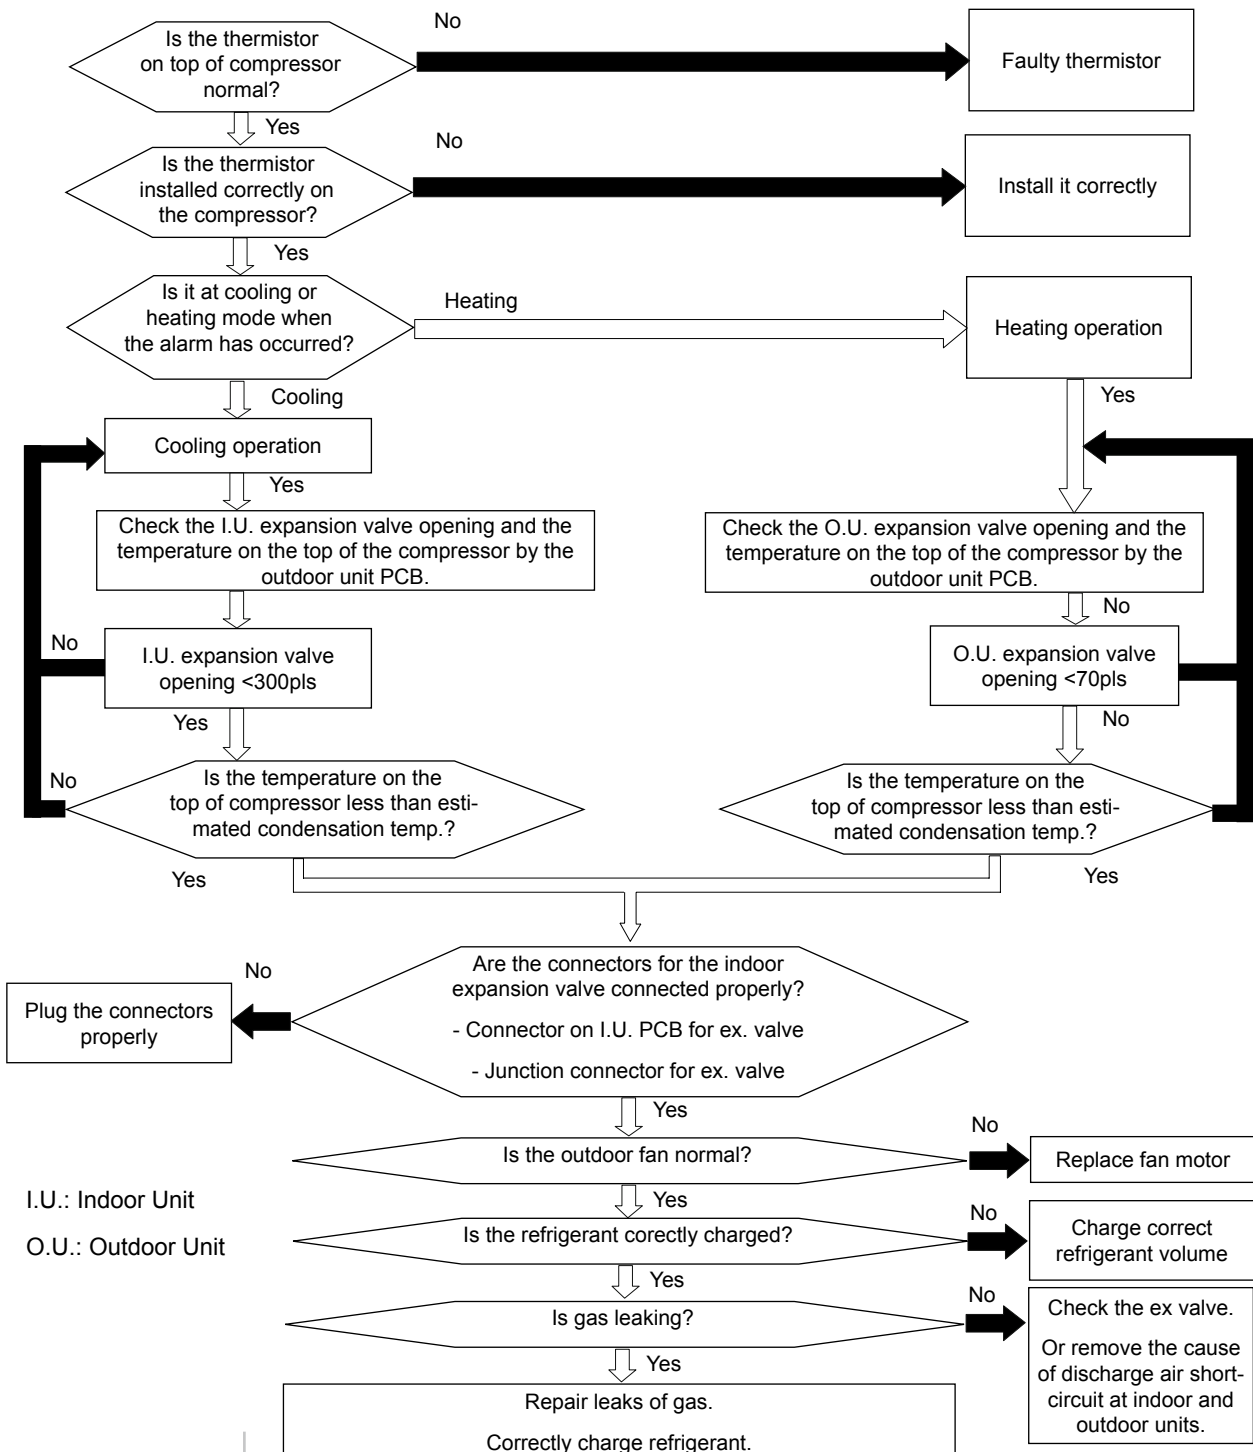 No
Is the thermistor
on top of compressor
normal?
Faulty thermistor
Yes
No
Is the thermistor
installed correctly on
the compressor?
Install it correctly
Yes
Is it at cooling or
heating mode when
the alarm has occurred?
Heating
Heating operation
Cooling
Yes
Cooling operation
Yes
Check the I.U. expansion valve opening and the
temperature on the top of the compressor by the
outdoor unit PCB.
Check the O.U. expansion valve opening and the
temperature on the top of the compressor by the
outdoor unit PCB.
No
No
I.U. expansion valve
opening <300pls
O.U. expansion valve
opening <70pls
Yes
No
No
Is the temperature on the
top of compressor less than esti-
mated condensation temp.?
Is the temperature on the
top of compressor less than esti-
mated condensation temp.?
Yes
Yes
No
Plug the connectors
properly
Are the connectors for the indoor
expansion valve connected properly?
- Connector on I.U. PCB for ex. valve
- Junction connector for ex. valve
Yes
No
Is the outdoor fan normal?
Replace fan motor
Yes
I.U.: Indoor Unit
O.U.: Outdoor Unit
No
Is the refrigerant corectly charged?
Charge correct
refrigerant volume
Yes
No
Is gas leaking?
Check the ex valve.
Or remove the cause
of discharge air short-
circuit at indoor and
outdoor units.
Yes
Repair leaks of gas.
Correctly charge refrigerant.